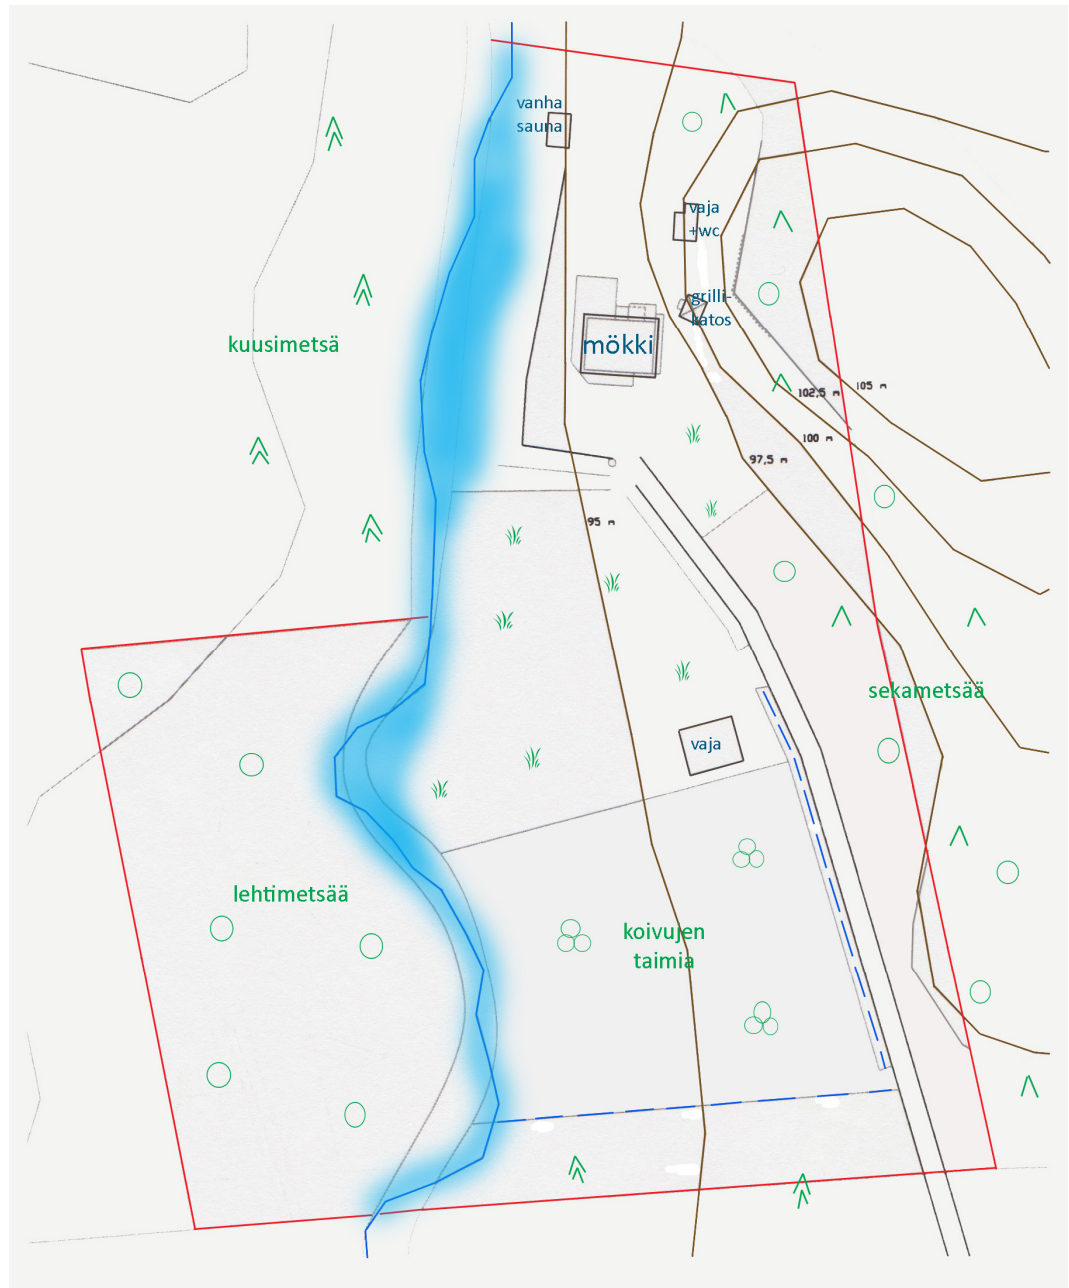 vanha
sauna
vaja
+wc
grilli-
katos
mökki
kuusimetsä
102,5 m
105 m
100 m
97,5 m
95 m
sekametsää
vaja
lehtimetsää
koivujen
taimia